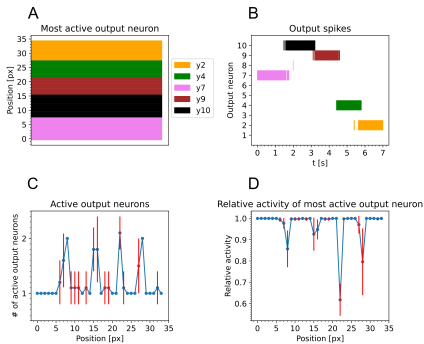 A
Most active output neuron
Position [px]
35
30
25
20
15
10
5
0
y2
y4
y7
y9
y10
B
Output spikes
Output neuron
10
9
8
7
6
5
4
3
2
1
0 1 2 3 4 5 6 7
t [s]
C
Active output neurons
# of active output neurons
2
1
0 5 10 15 20 25 30 35
Position [px]
D
Relative activity of most active output neuron
Relative activity
1.0
0.9
0.8
0.7
0.6
0 5 10 15 20 25 30 35
Position [px]